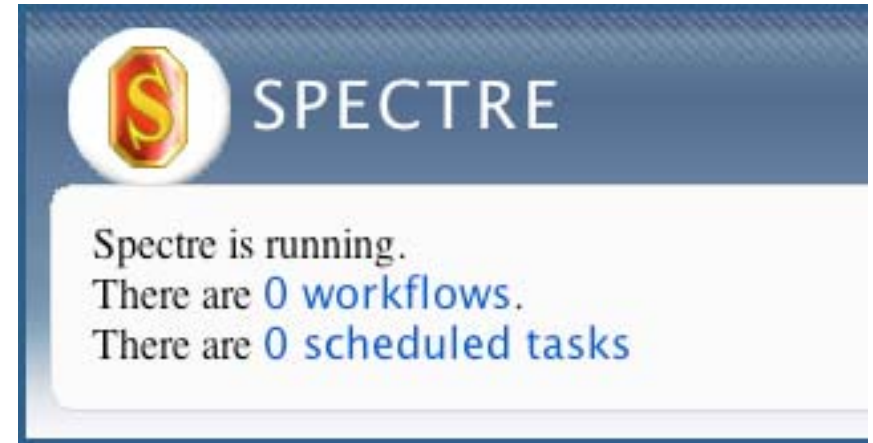 S
SPECTRE
Spectre is running.
There are 0 workflows.
There are 0 scheduled tasks